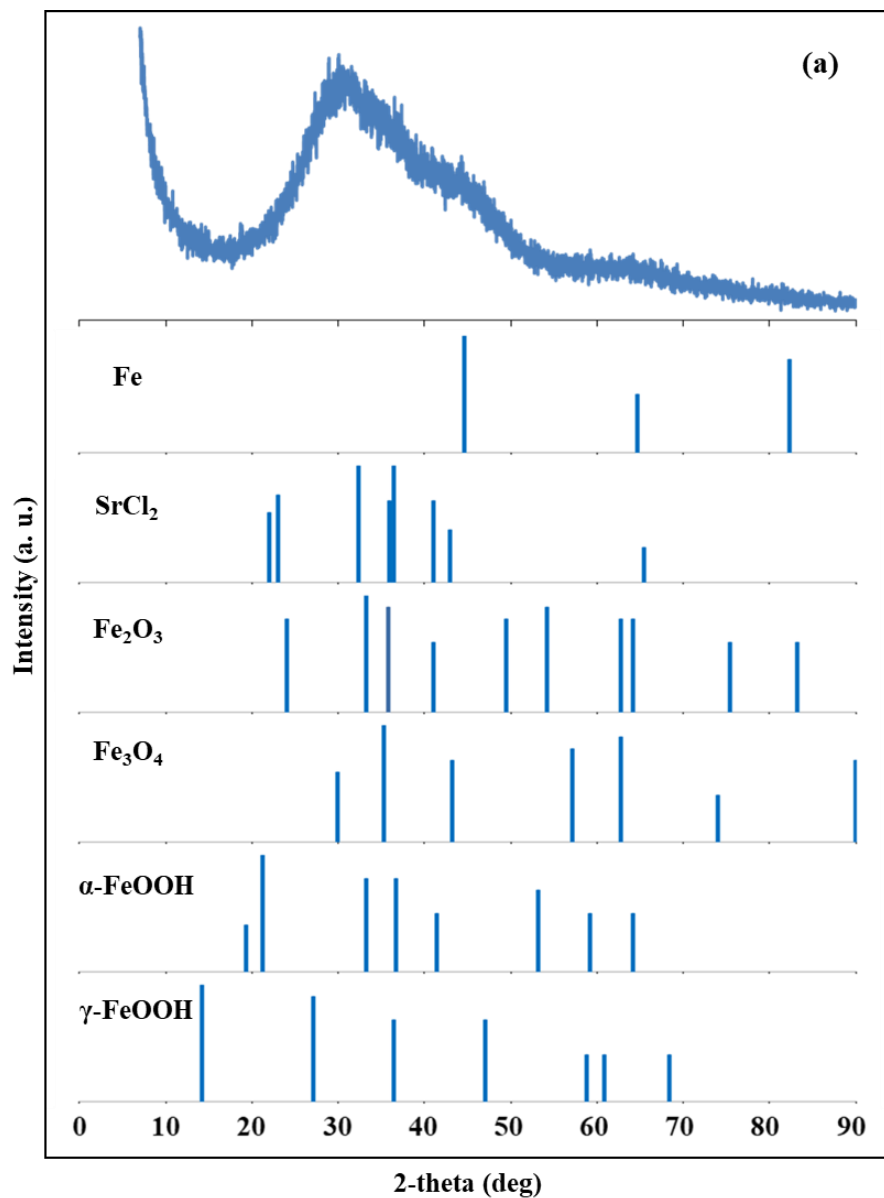 (a)
Fe
SrCl₂
Fe₂O₃
Fe₃O₄
α-FeOOH
γ-FeOOH
Intensity (a. u.)
0 10 20 30 40 50 60 70 80 90
2-theta (deg)